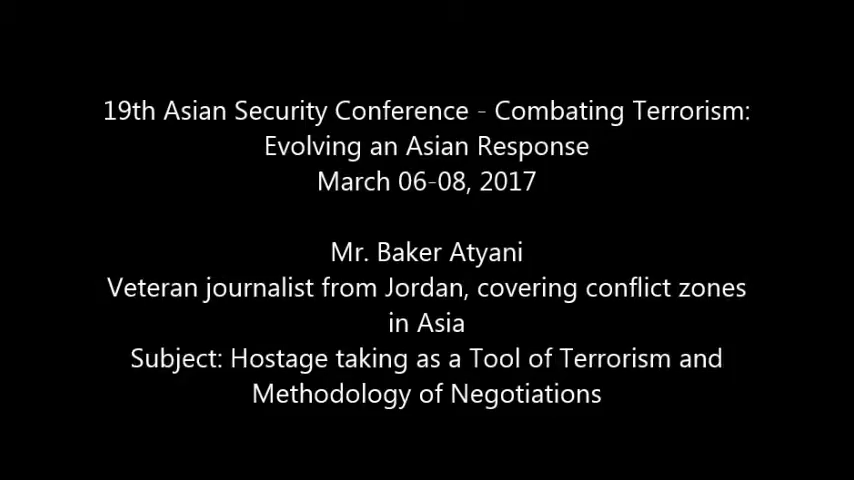 19th Asian Security Conference - Combating Terrorism:
Evolving an Asian Response
March 06-08, 2017
Mr. Baker Atyani
Veteran journalist from Jordan, covering conflict zones
in Asia
Subject: Hostage taking as a Tool of Terrorism and
Methodology of Negotiations